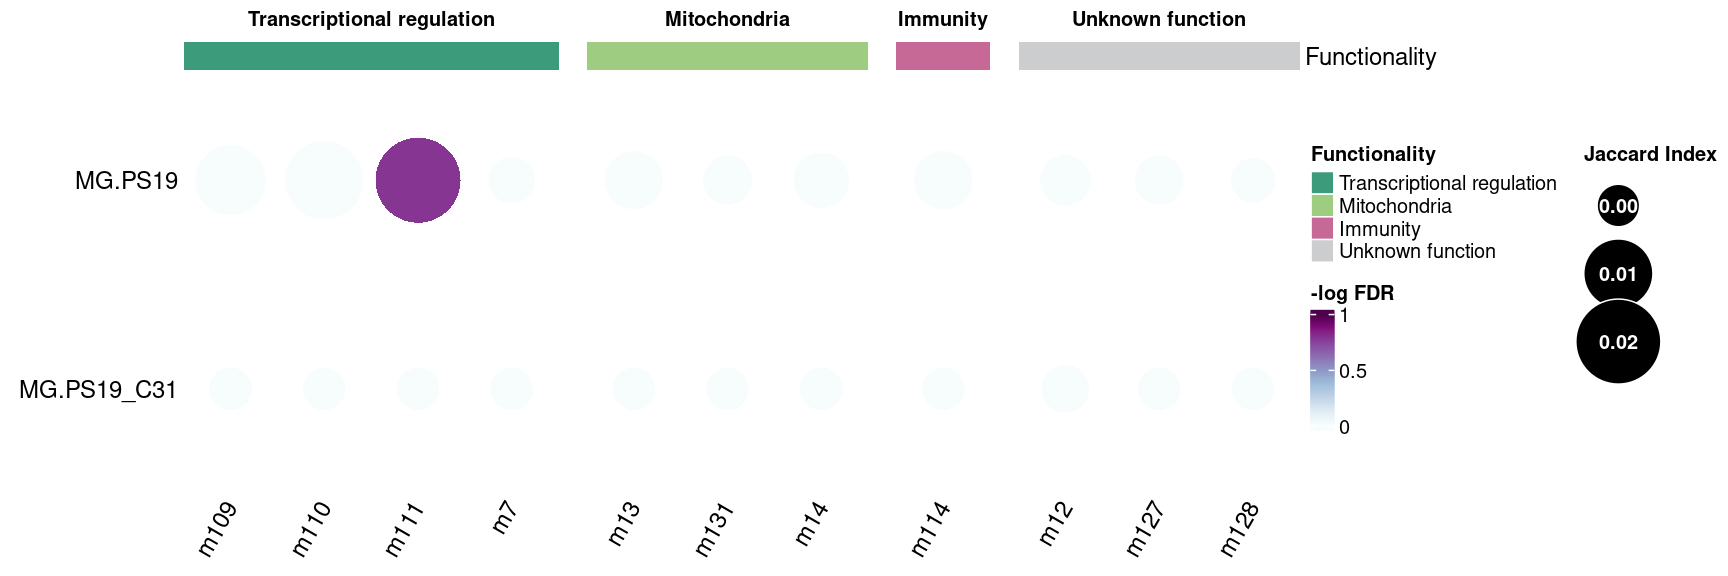 Transcriptional regulation
Mitochondria
Immunity
Unknown function
Functionality
MG.PS19
MG.PS19_C31
m109
m110
m111
m7
m13
m131
m14
m114
m12
m127
m128
Functionality
Transcriptional regulation
Mitochondria
Immunity
Unknown function
-log FDR
1
0.5
0
Jaccard Index
0.00
0.01
0.02